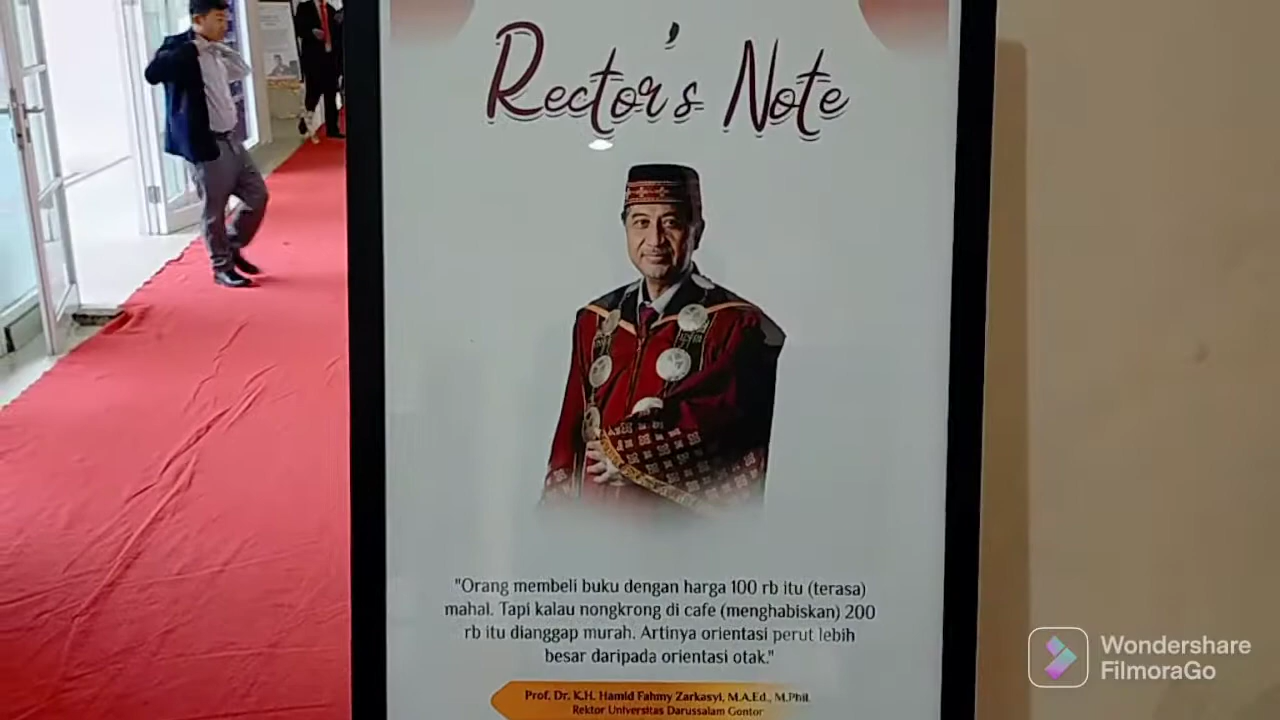 Rector's Note
"Orang membeli buku dengan harga 100 rb itu (terasa)
mahal. Tapi kalau nongkrong di cafe (menghabiskan) 200
rb itu dianggap murah. Artinya orientasi perut lebih
besar daripada orientasi otak."
Prof. Dr. K.H. Hamid Fahmy Zarkasyi, M.A.Ed., M.Phil.
Rektor Universitas Darussalam Gontor
Wondershare
FilmoraGo